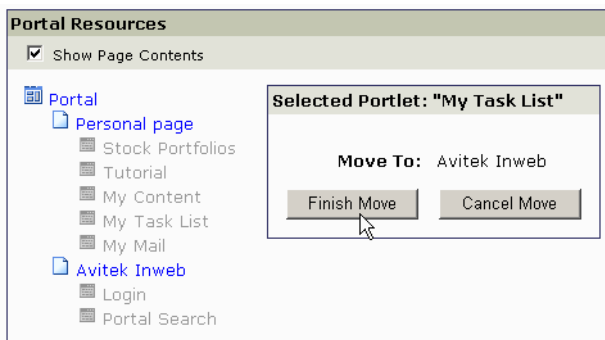 Portal Resources
Show Page Contents
Portal
Personal page
Stock Portfolios
Tutorial
My Content
My Task List
My Mail
Avitek Inweb
Login
Portal Search
Selected Portlet: "My Task List"
Move To: Avitek Inweb
Finish Move Cancel Move